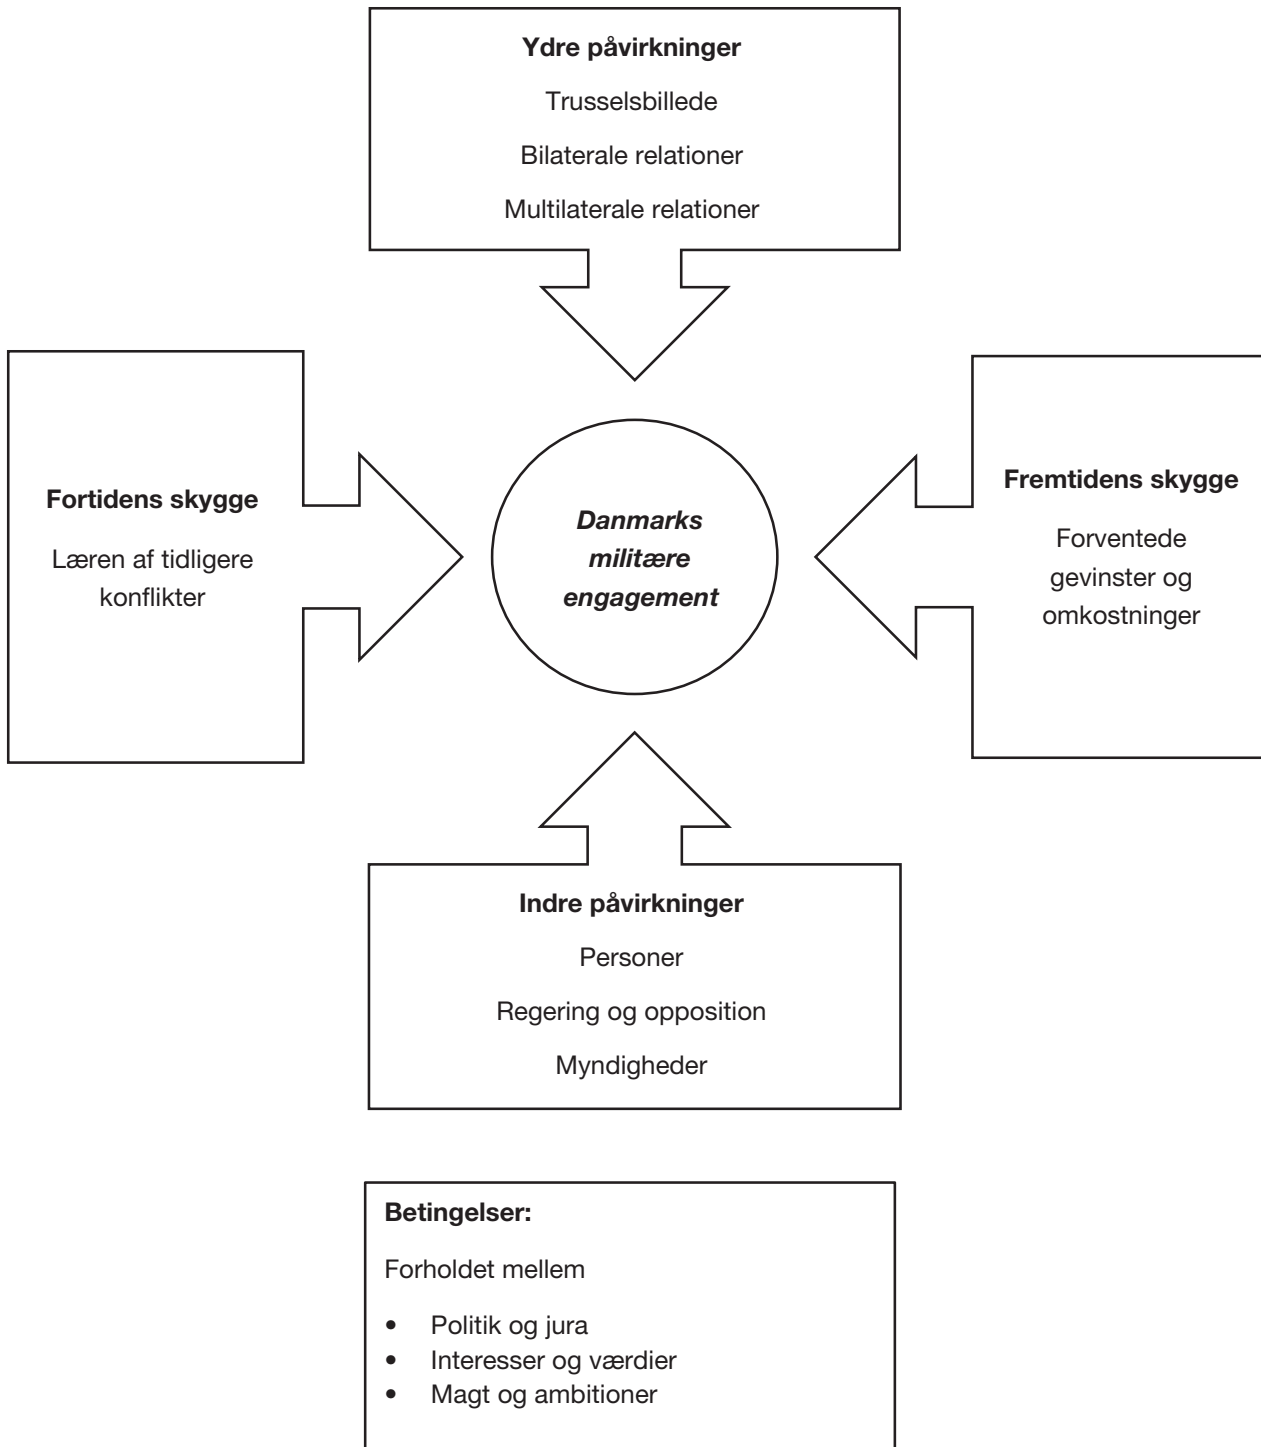 Ydre påvirkninger
Trusselsbillede
Bilaterale relationer
Multilaterale relationer
Fortidens skygge
Læren af tidligere
konflikter
Danmarks
militære
engagement
Fremtidens skygge
Forventede
gevinster og
omkostninger
Indre påvirkninger
Personer
Regering og opposition
Myndigheder
Betingelser:
Forholdet mellem
• Politik og jura
• Interesser og værdier
• Magt og ambitioner